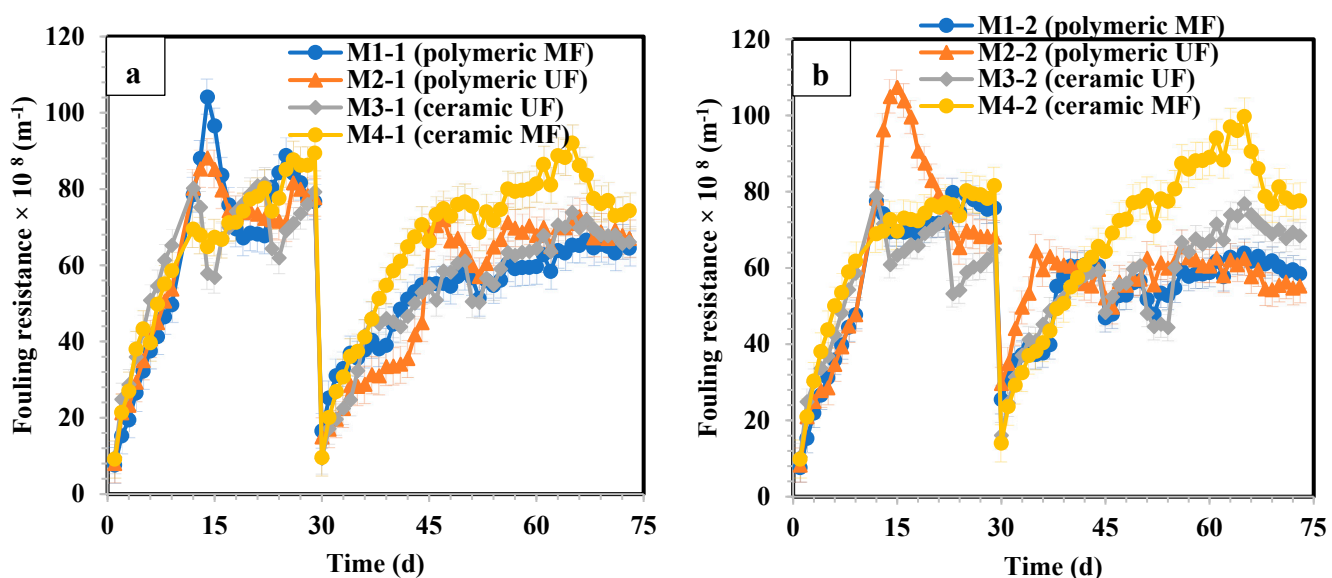 a
M1-1 (polymeric MF)
M2-1 (polymeric UF)
M3-1 (ceramic UF)
M4-1 (ceramic MF)
Fouling resistance × 10 8 (m-1)
120
100
80
60
40
20
0
0 15 30 45 60 75
Time (d)
b
M1-2 (polymeric MF)
M2-2 (polymeric UF)
M3-2 (ceramic UF)
M4-2 (ceramic MF)
Fouling resistance × 10 8 (m-1)
120
100
80
60
40
20
0
0 15 30 45 60 75
Time (d)